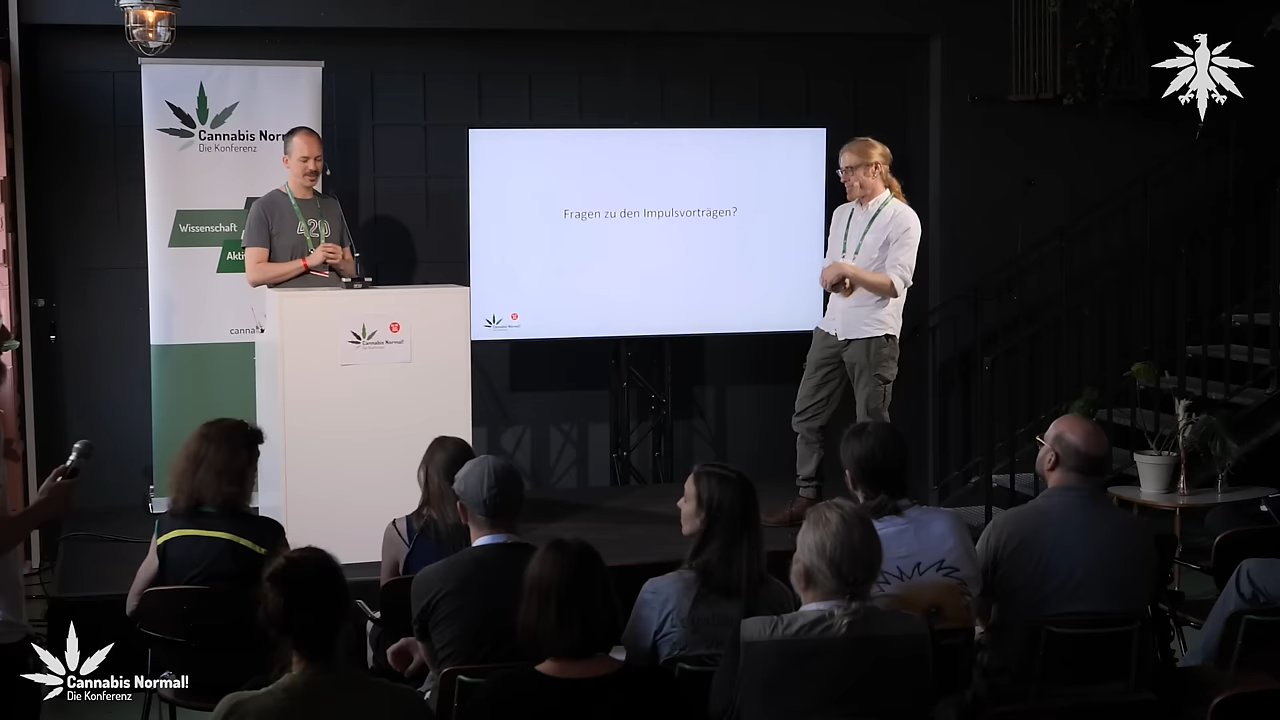 Cannabis Nor
Die Konferenz
Wissenschaft
Akti
canna
420
Fragen zu den Impulsvorträgen?
Cannabis Normal!
Die Konferenz
Cannabis Normal!
Die Konferenz